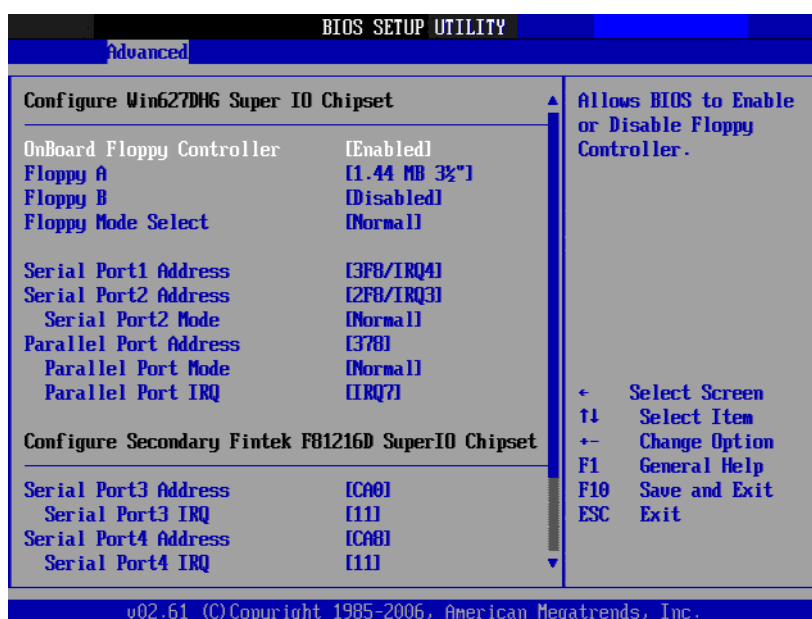 BIOS SETUP UTILITY
Advanced
Configure Win627DHG Super IO Chipset
OnBoard Floppy Controller [Enabled]
Floppy A [1.44 MB 3½"]
Floppy B [Disabled]
Floppy Mode Select [Normal]
Serial Port1 Address [3F8/IRQ4]
Serial Port2 Address [2F8/IRQ3]
Serial Port2 Mode [Normal]
Parallel Port Address [378]
Parallel Port Mode [Normal]
Parallel Port IRQ [IRQ7]
Configure Secondary Fintek F81216D SuperIO Chipset
Serial Port3 Address [CA0]
Serial Port3 IRQ [11]
Serial Port4 Address [CA8]
Serial Port4 IRQ [11]
Allows BIOS to Enable
or Disable Floppy
Controller.
← Select Screen
↑↓ Select Item
+- Change Option
F1 General Help
F10 Save and Exit
ESC Exit
v02.61 (C)Copyright 1985-2006, American Megatrends, Inc.